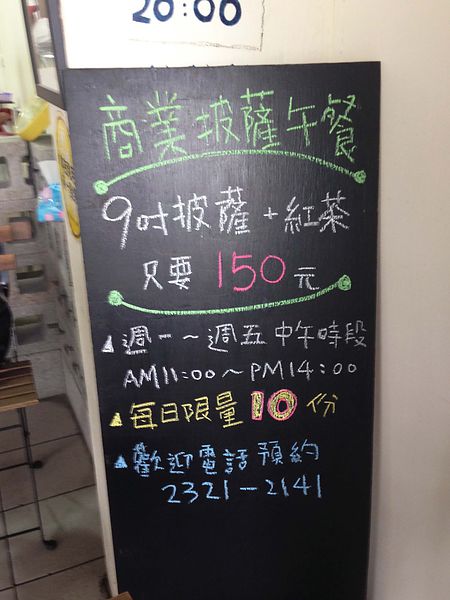 20:00
商業披薩午餐
9吋披薩+紅茶
只要 150 元
週一~週五 中午時段
AM11:00~PM14:00
每日限量 10 份
歡迎電話預約
2321-2141